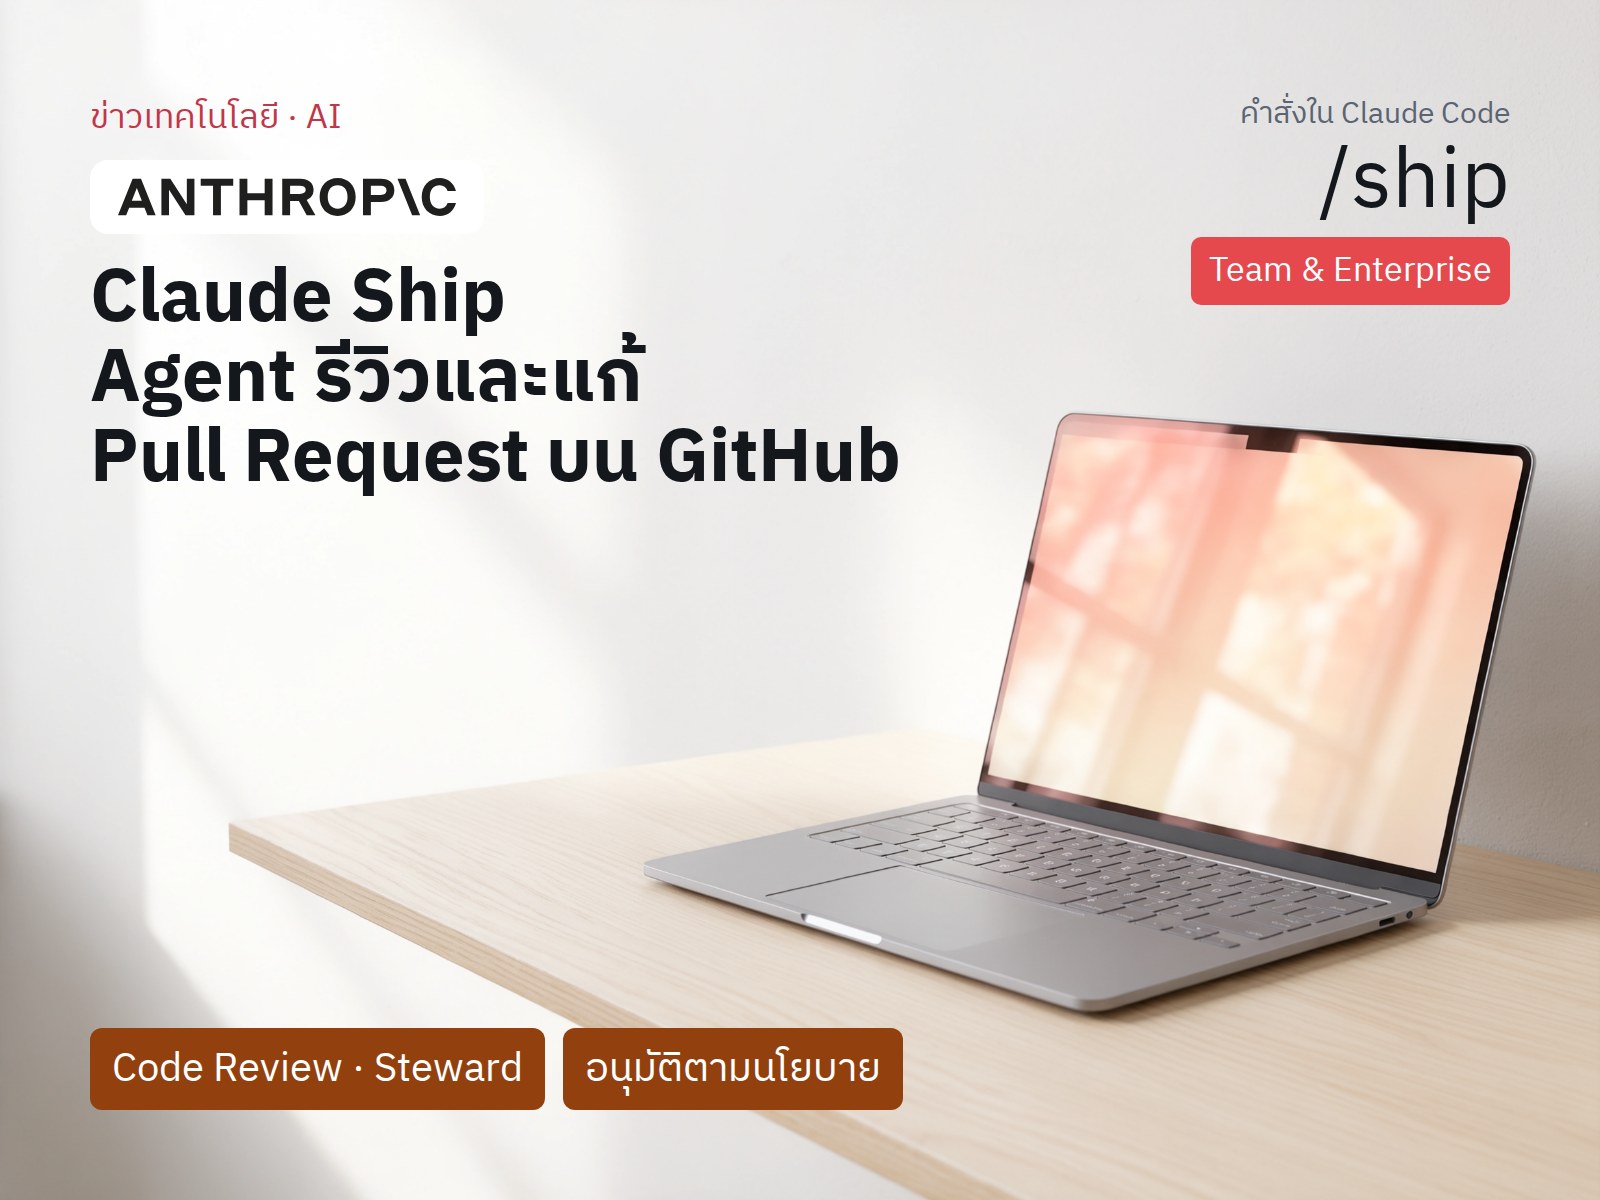 ข่าวเทคโนโลยี · AI
ANTHROP\C
Claude Ship
Agent รีวิวและแก้
Pull Request บน GitHub
คำสั่งใน Claude Code
/ship
Team & Enterprise
Code Review · Steward
อนุมัติตามนโยบาย